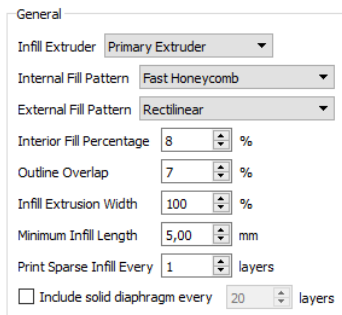 General
Infill Extruder Primary Extruder
Internal Fill Pattern Fast Honeycomb
External Fill Pattern Rectilinear
Interior Fill Percentage 8 %
Outline Overlap 7 %
Infill Extrusion Width 100 %
Minimum Infill Length 5,00 mm
Print Sparse Infill Every 1 layers
Include solid diaphragm every 20 layers